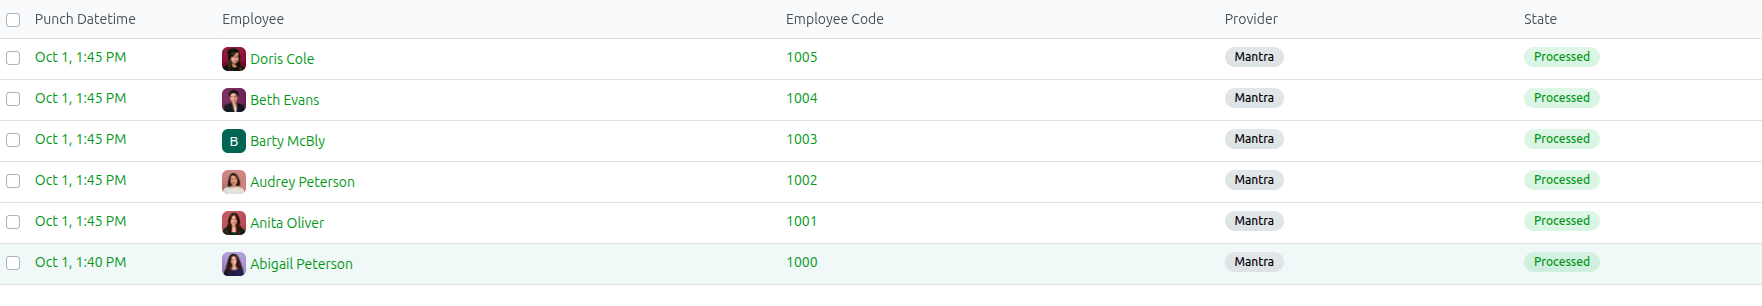 Punch Datetime Employee Employee Code Provider State
Oct 1, 1:45 PM Doris Cole 1005 Mantra Processed
Oct 1, 1:45 PM Beth Evans 1004 Mantra Processed
Oct 1, 1:45 PM B Barty McBly 1003 Mantra Processed
Oct 1, 1:45 PM Audrey Peterson 1002 Mantra Processed
Oct 1, 1:45 PM Anita Oliver 1001 Mantra Processed
Oct 1, 1:40 PM Abigail Peterson 1000 Mantra Processed